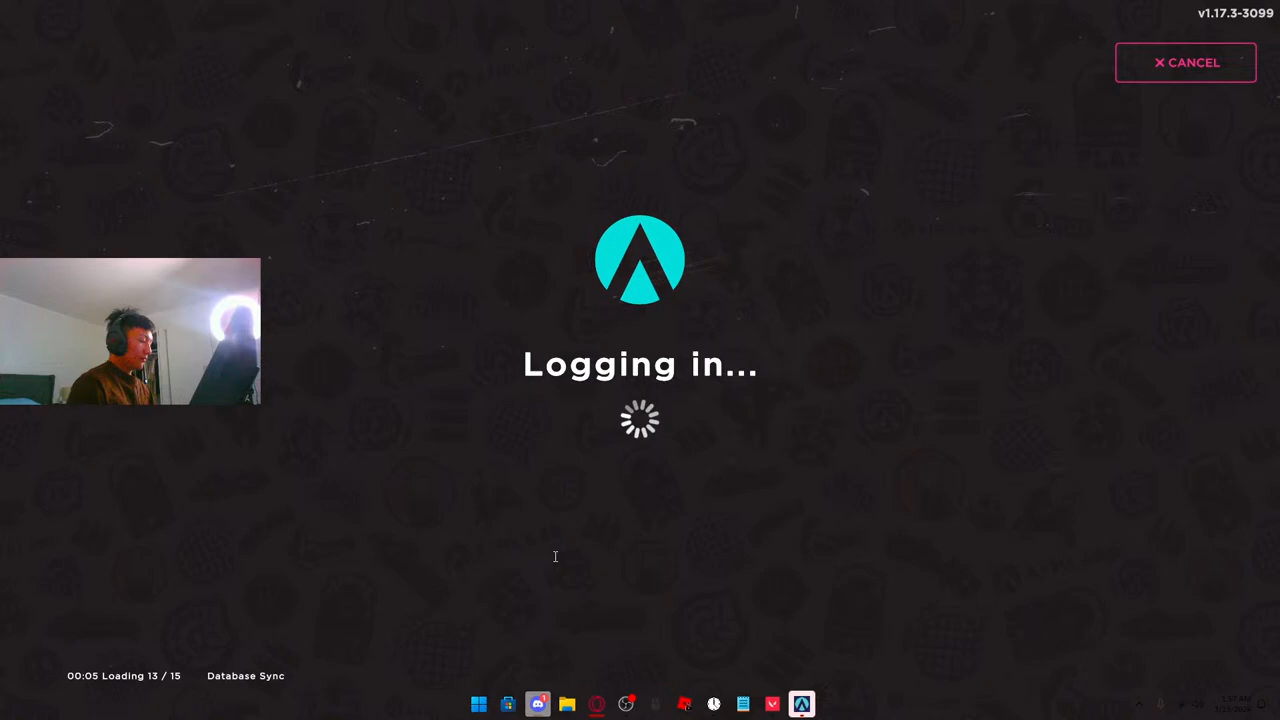 v1.17.3-3099
✕ CANCEL
Logging in...
00:05 Loading 13 / 15 Database Sync